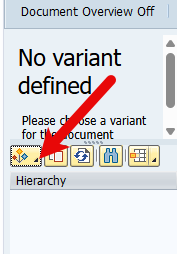 Document Overview Off
No variant
defined
Please choose a variant
for the document
Hierarchy